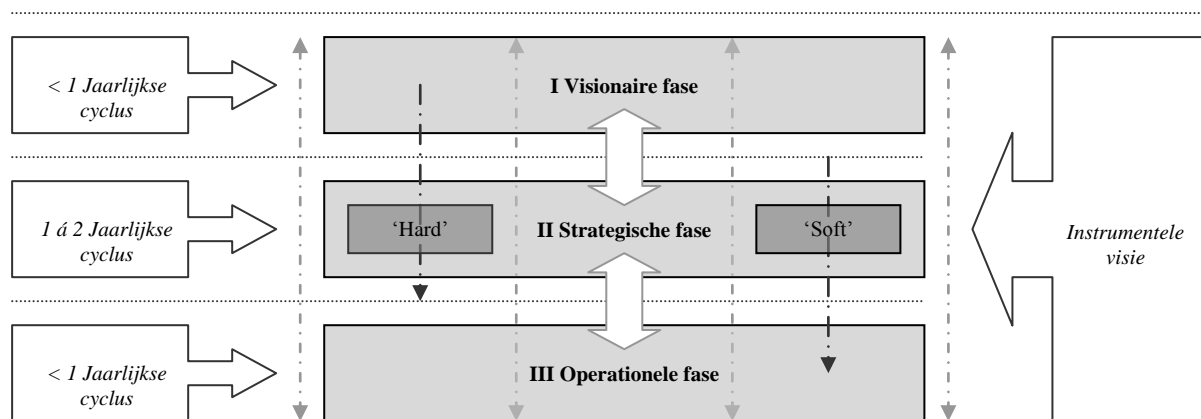 < 1 Jaarlijkse
cyclus
I Visionaire fase
1 á 2 Jaarlijkse
cyclus
‘Hard’
II Strategische fase
‘Soft’
Instrumentele
visie
< 1 Jaarlijkse
cyclus
III Operationele fase